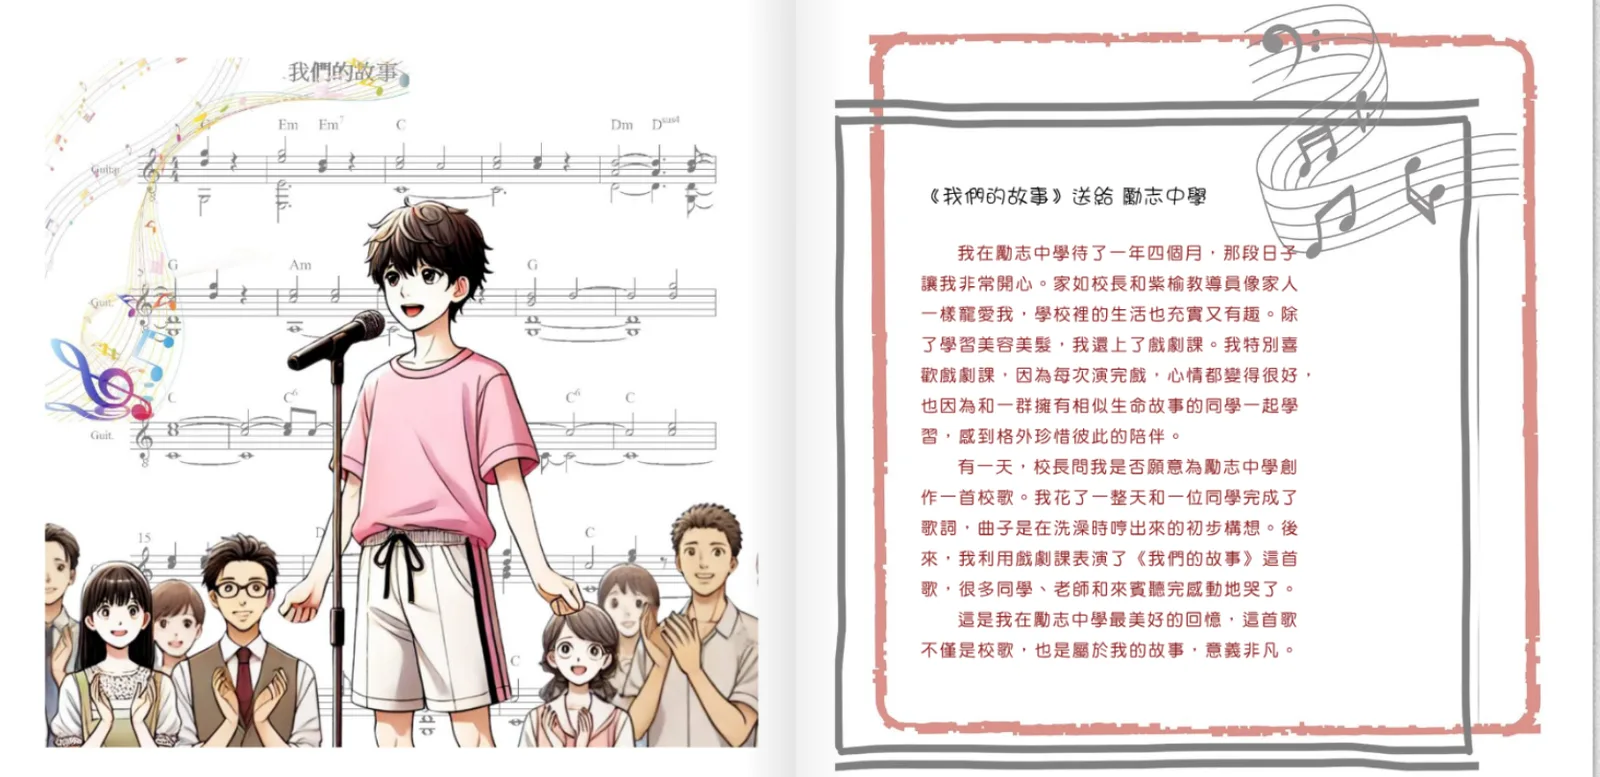 我們的故事
Em Em7 C Dm Dsus4
Guitar
G Am G
Guit.
C C6 C6 C
Guit.
15 D C
C
《我們的故事》送給 勵志中學
我在勵志中學待了一年四個月，那段日子
讓我非常開心。家如校長和紫榆教導員像家人
一樣寵愛我，學校裡的生活也充實又有趣。除
了學習美容美髮，我還上了戲劇課。我特別喜
歡戲劇課，因為每次演完戲，心情都變得很好，
也因為和一群擁有相似生命故事的同學一起學
習，感到格外珍惜彼此的陪伴。
有一天，校長問我是否願意為勵志中學創
作一首校歌。我花了一整天和一位同學完成了
歌詞，曲子是在洗澡時哼出來的初步構想。後
來，我利用戲劇課表演了《我們的故事》這首
歌，很多同學、老師和來賓聽完感動地哭了。
這是我在勵志中學最美好的回憶，這首歌
不僅是校歌，也是屬於我的故事，意義非凡。